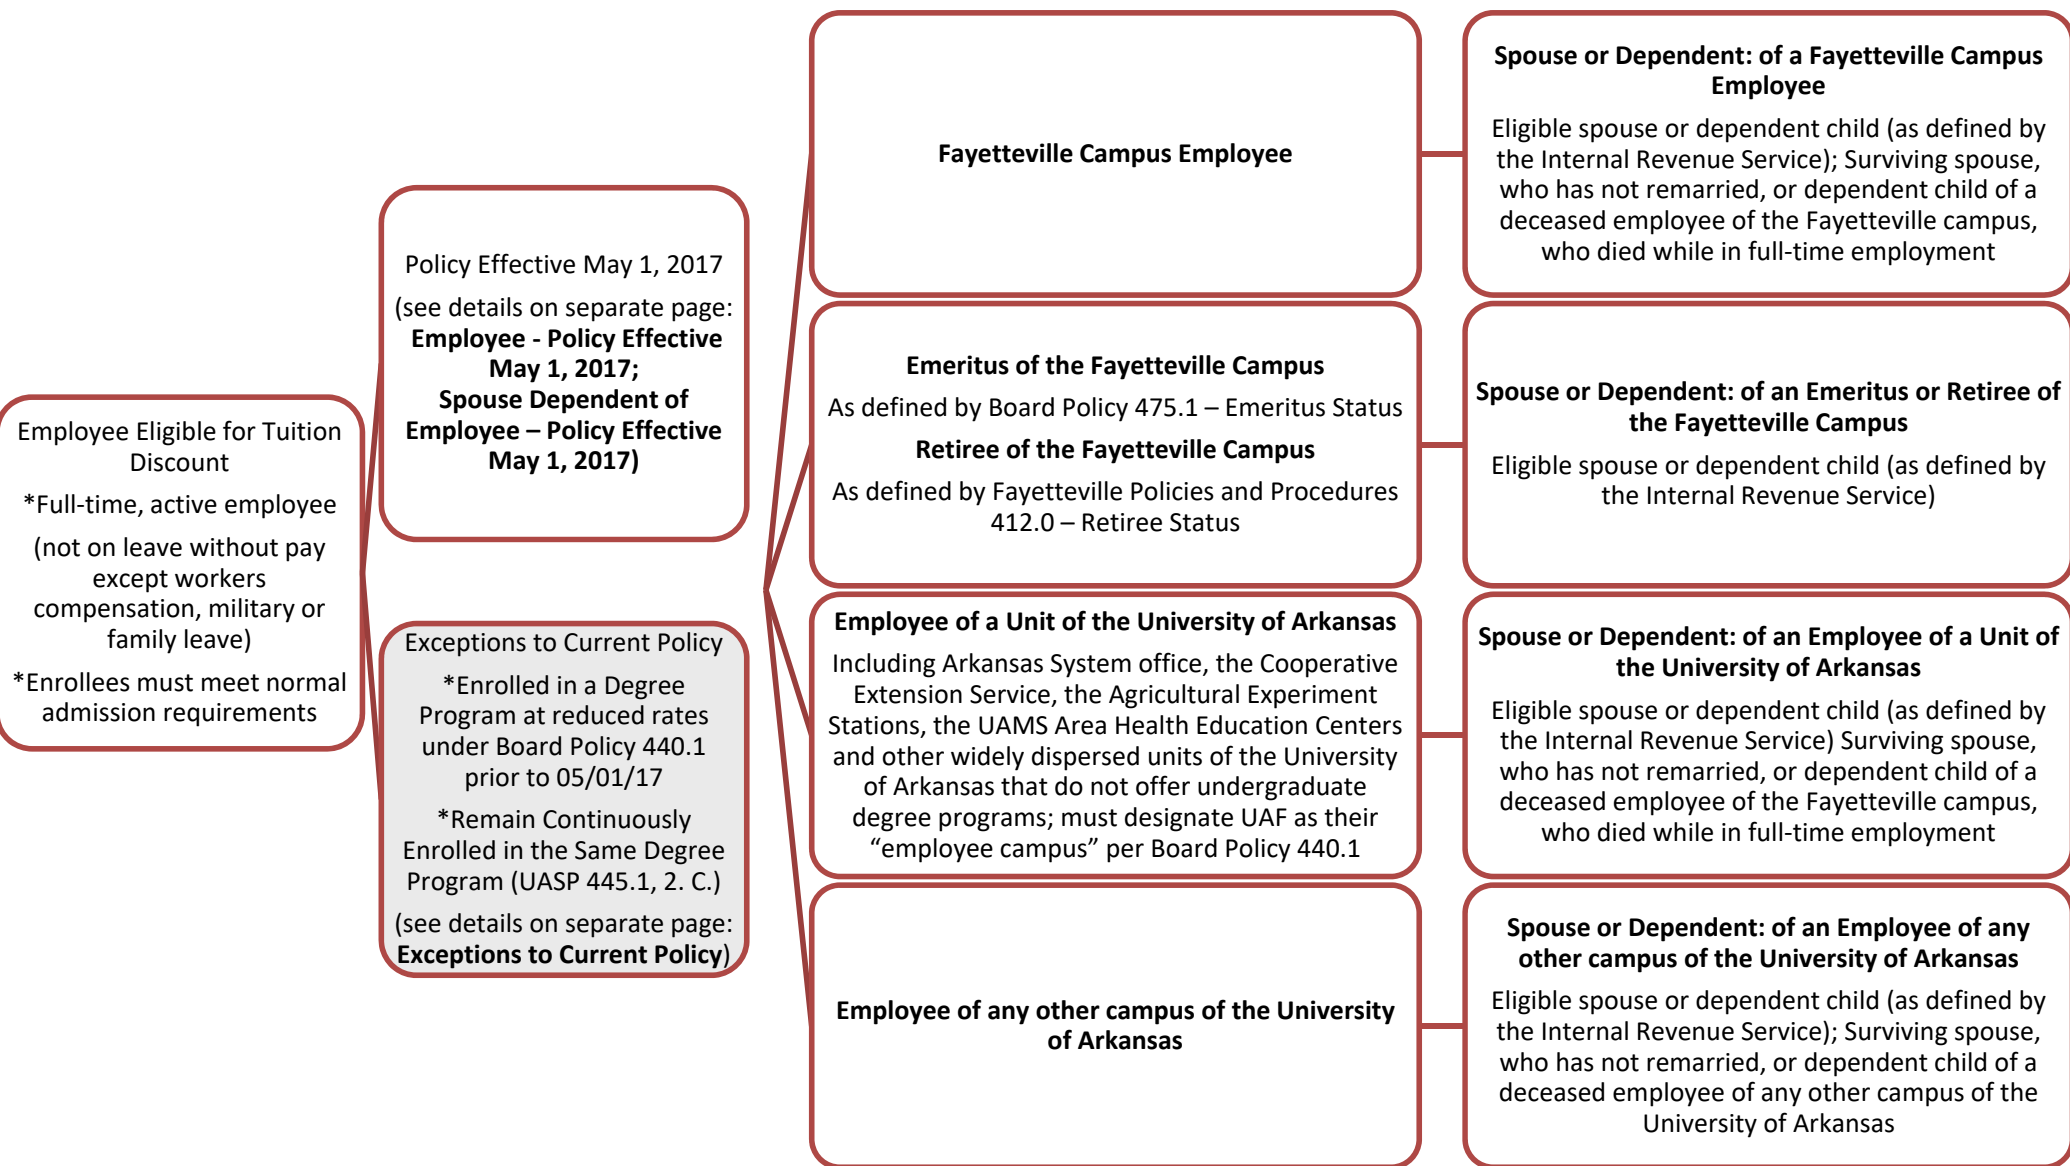 Employee Eligible for Tuition
Discount
*Full-time, active employee
(not on leave without pay
except workers
compensation, military or
family leave)
*Enrollees must meet normal
admission requirements
Policy Effective May 1, 2017
(see details on separate page:
Employee - Policy Effective
May 1, 2017;
Spouse Dependent of
Employee – Policy Effective
May 1, 2017)
Exceptions to Current Policy
*Enrolled in a Degree
Program at reduced rates
under Board Policy 440.1
prior to 05/01/17
*Remain Continuously
Enrolled in the Same Degree
Program (UASP 445.1, 2. C.)
(see details on separate page:
Exceptions to Current Policy)
Fayetteville Campus Employee
Spouse or Dependent: of a Fayetteville Campus
Employee
Eligible spouse or dependent child (as defined by
the Internal Revenue Service); Surviving spouse,
who has not remarried, or dependent child of a
deceased employee of the Fayetteville campus,
who died while in full-time employment
Emeritus of the Fayetteville Campus
As defined by Board Policy 475.1 – Emeritus Status
Retiree of the Fayetteville Campus
As defined by Fayetteville Policies and Procedures
412.0 – Retiree Status
Spouse or Dependent: of an Emeritus or Retiree of
the Fayetteville Campus
Eligible spouse or dependent child (as defined by
the Internal Revenue Service)
Employee of a Unit of the University of Arkansas
Including Arkansas System office, the Cooperative
Extension Service, the Agricultural Experiment
Stations, the UAMS Area Health Education Centers
and other widely dispersed units of the University
of Arkansas that do not offer undergraduate
degree programs; must designate UAF as their
“employee campus” per Board Policy 440.1
Spouse or Dependent: of an Employee of a Unit of
the University of Arkansas
Eligible spouse or dependent child (as defined by
the Internal Revenue Service) Surviving spouse,
who has not remarried, or dependent child of a
deceased employee of the Fayetteville campus,
who died while in full-time employment
Employee of any other campus of the University
of Arkansas
Spouse or Dependent: of an Employee of any
other campus of the University of Arkansas
Eligible spouse or dependent child (as defined by
the Internal Revenue Service); Surviving spouse,
who has not remarried, or dependent child of a
deceased employee of any other campus of the
University of Arkansas